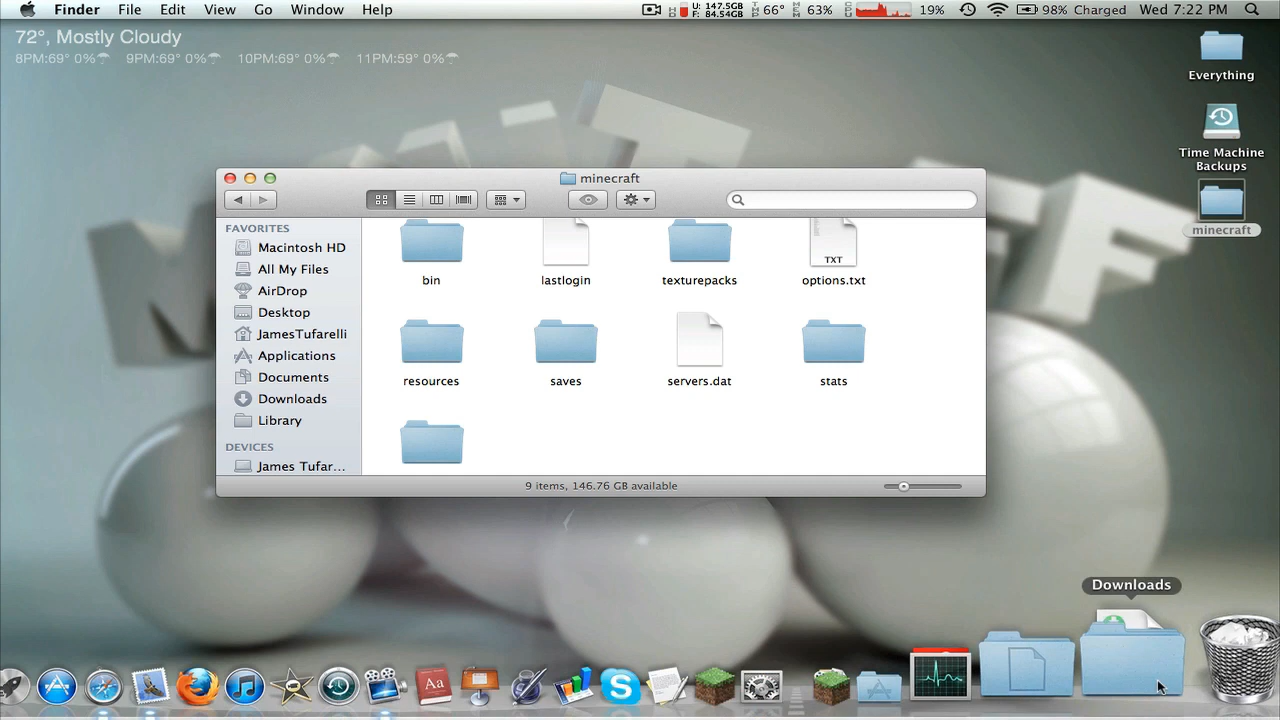 Finder File Edit View Go Window Help
U: 147.5GB
F: 84.54GB
66° 63% 19% 98% Charged Wed 7:22 PM
72°, Mostly Cloudy
8PM:69° 0% 9PM:69° 0% 10PM:69° 0% 11PM:59° 0%
Everything
Time Machine
Backups
minecraft
minecraft
FAVORITES
Macintosh HD
All My Files
AirDrop
Desktop
JamesTufarelli
Applications
Documents
Downloads
Library
DEVICES
James Tufar...
bin lastlogin texturepacks options.txt
TXT
resources saves servers.dat stats
9 items, 146.76 GB available
Downloads
Aa